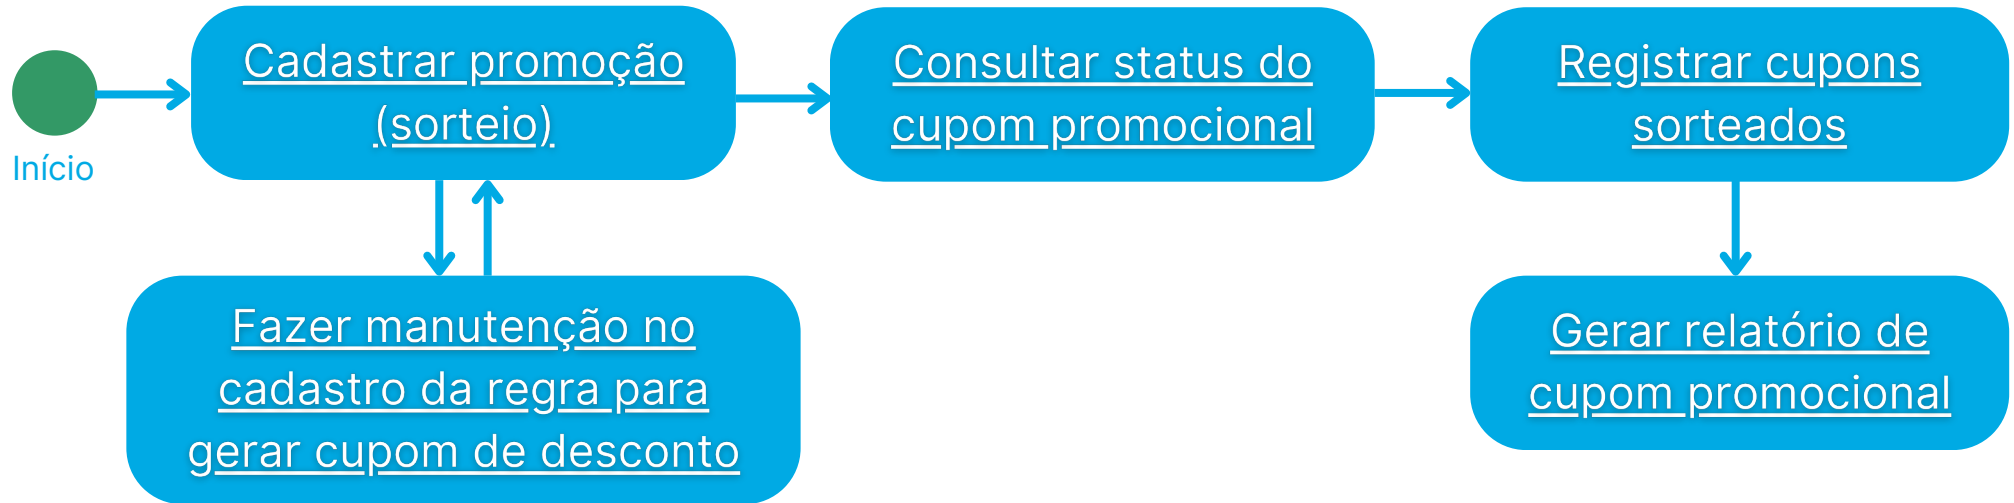 Início
Cadastrar promoção
(sorteio)
Consultar status do
cupom promocional
Registrar cupons
sorteados
Fazer manutenção no
cadastro da regra para
gerar cupom de desconto
Gerar relatório de
cupom promocional